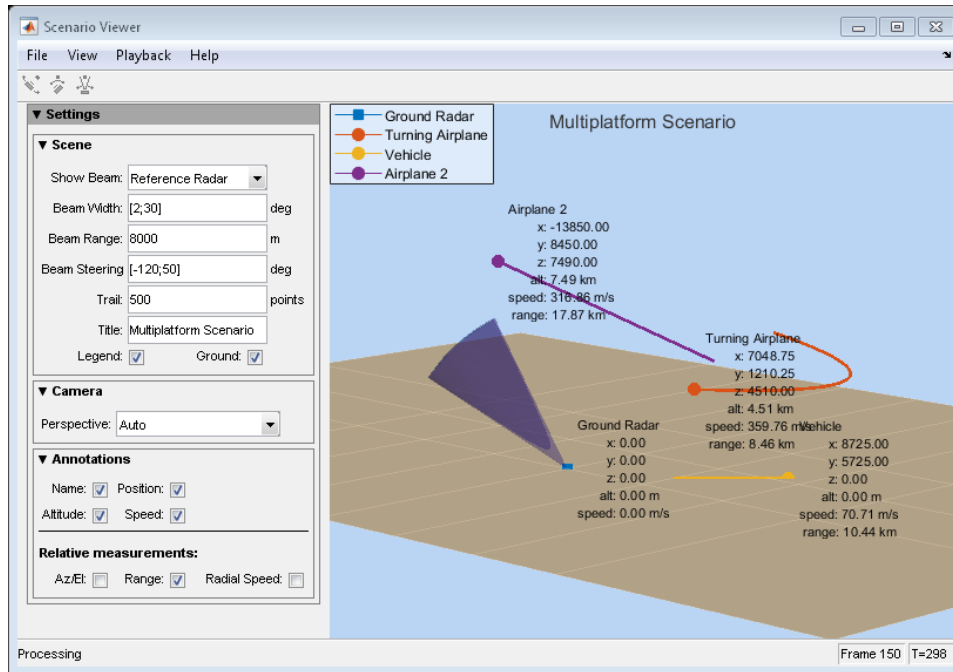 Scenario Viewer
File View Playback Help
▼ Settings
▼ Scene
Show Beam: Reference Radar
Beam Width: [2;30] deg
Beam Range: 8000 m
Beam Steering [-120;50] deg
Trail: 500 points
Title: Multiplatform Scenario
Legend: Ground:
▼ Camera
Perspective: Auto
▼ Annotations
Name: Position:
Altitude: Speed:
Relative measurements:
Az/El: Range: Radial Speed:
Ground Radar
Turning Airplane
Vehicle
Airplane 2
Multiplatform Scenario
Airplane 2
x: -13850.00
y: 8450.00
z: 7490.00
alt: 7.49 km
speed: 316.86 m/s
range: 17.87 km
Turning Airplane
x: 7048.75
y: 1210.25
z: 4510.00
alt: 4.51 km
speed: 359.76 m/s
range: 8.46 km
Ground Radar
x: 0.00
y: 0.00
z: 0.00
alt: 0.00 m
speed: 0.00 m/s
Vehicle
x: 8725.00
y: 5725.00
z: 0.00
alt: 0.00 m
speed: 70.71 m/s
range: 10.44 km
Processing
Frame 150 T=298